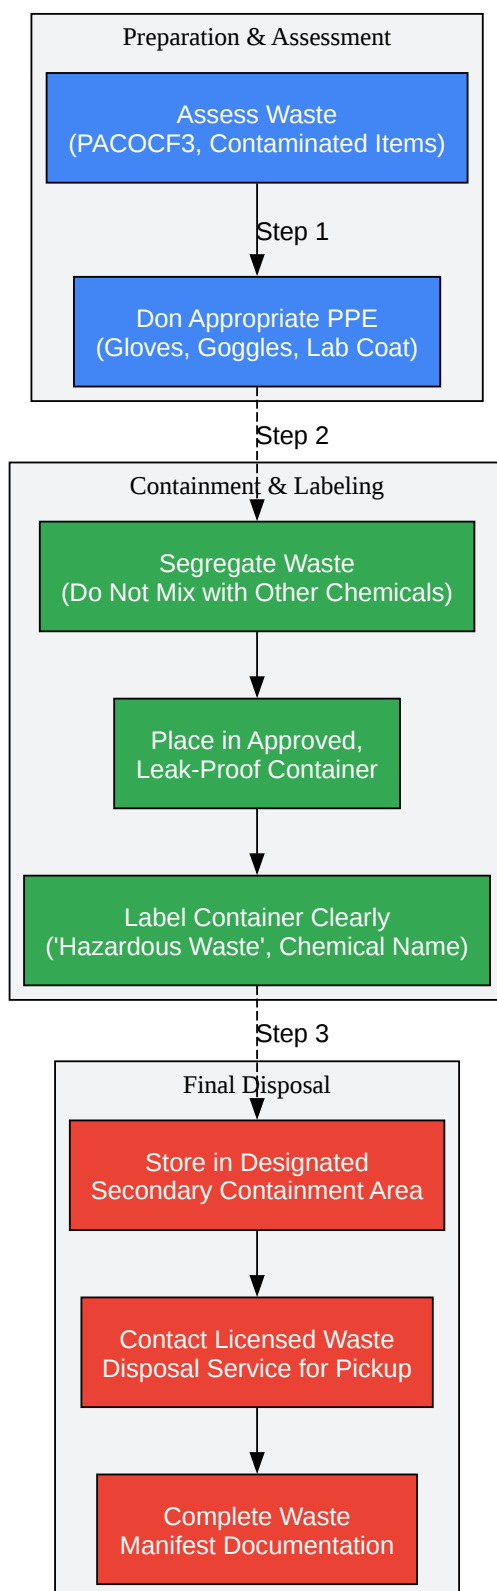 Preparation & Assessment
Assess Waste
(PACOCF3, Contaminated Items)
Step 1
Don Appropriate PPE
(Gloves, Goggles, Lab Coat)
Step 2
Containment & Labeling
Segregate Waste
(Do Not Mix with Other Chemicals)
Place in Approved,
Leak-Proof Container
Label Container Clearly
('Hazardous Waste', Chemical Name)
Step 3
Final Disposal
Store in Designated
Secondary Containment Area
Contact Licensed Waste
Disposal Service for Pickup
Complete Waste
Manifest Documentation